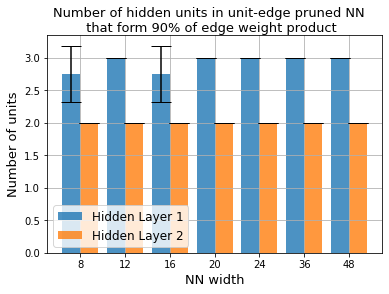 Number of hidden units in unit-edge pruned NN
that form 90% of edge weight product
Number of units
3.0
2.5
2.0
1.5
1.0
0.5
0.0
Hidden Layer 1
Hidden Layer 2
8 12 16 20 24 36 48
NN width